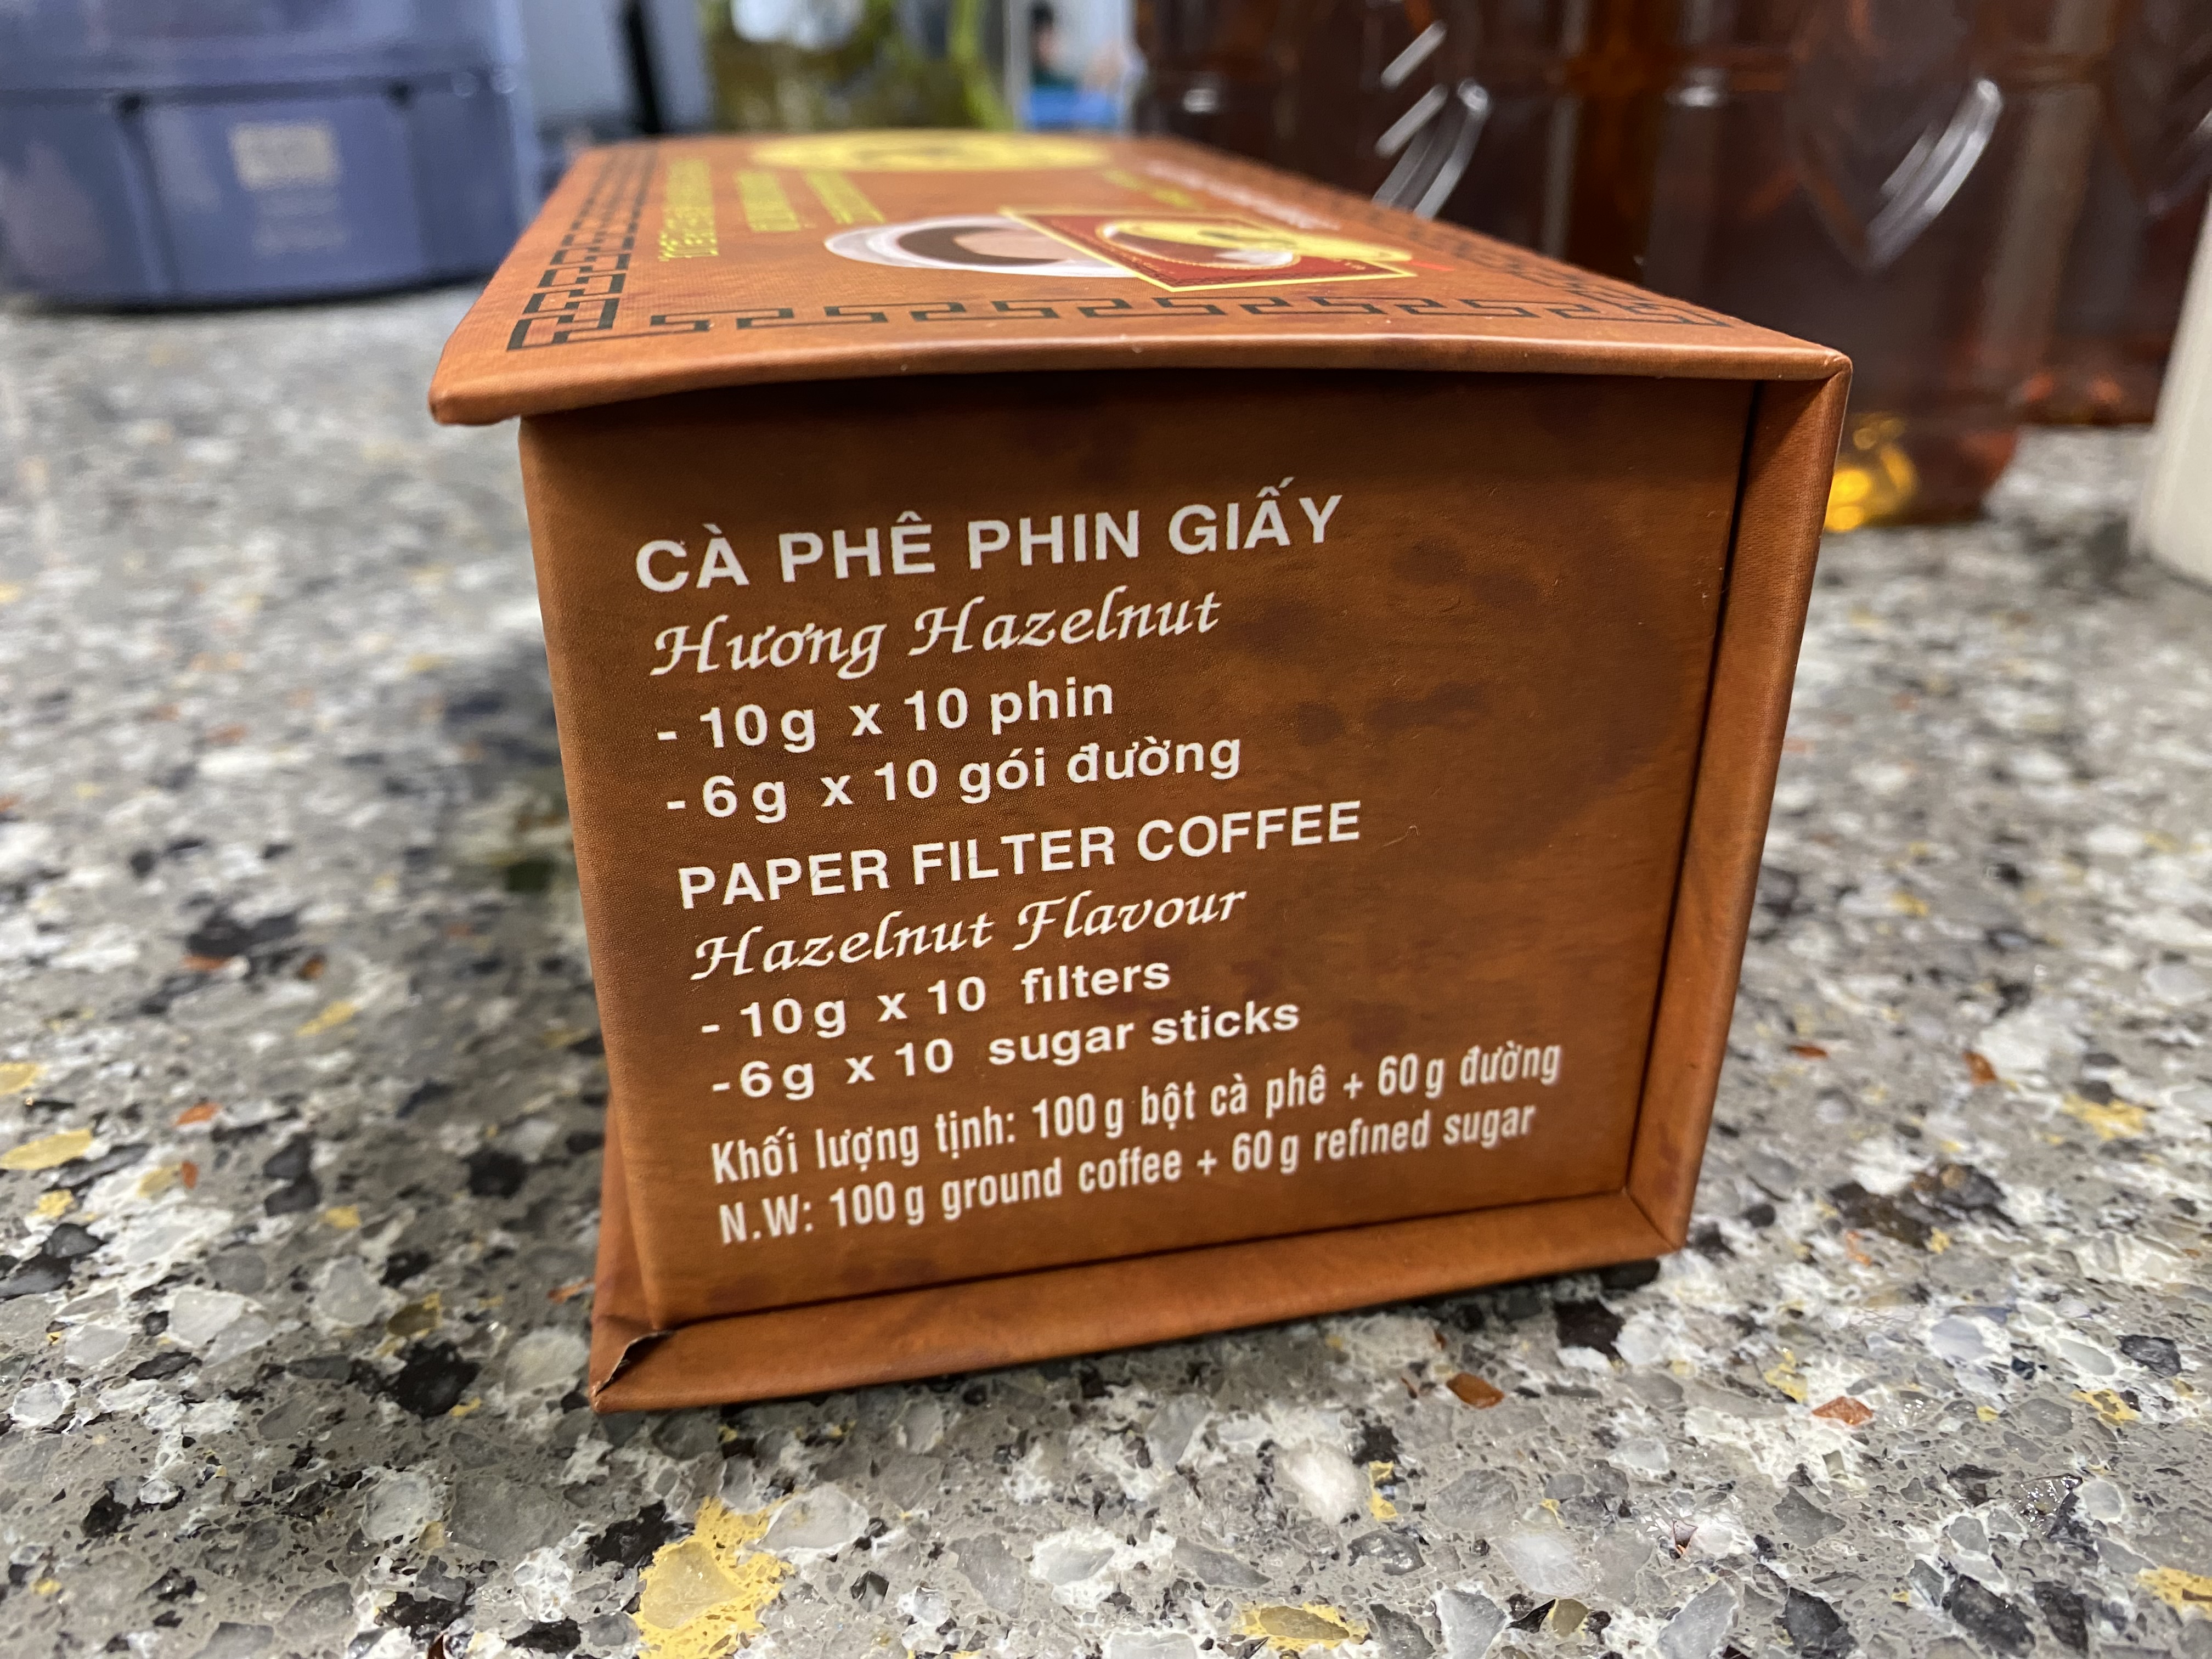 CÀ PHÊ PHIN GIẤY
Hương Hazelnut
- 10g x 10 phin
- 6g x 10 gói đường
PAPER FILTER COFFEE
Hazelnut Flavour
- 10g x 10 filters
- 6g x 10 sugar sticks
Khối lượng tịnh: 100g bột cà phê + 60g đường
N.W: 100g ground coffee + 60g refined sugar